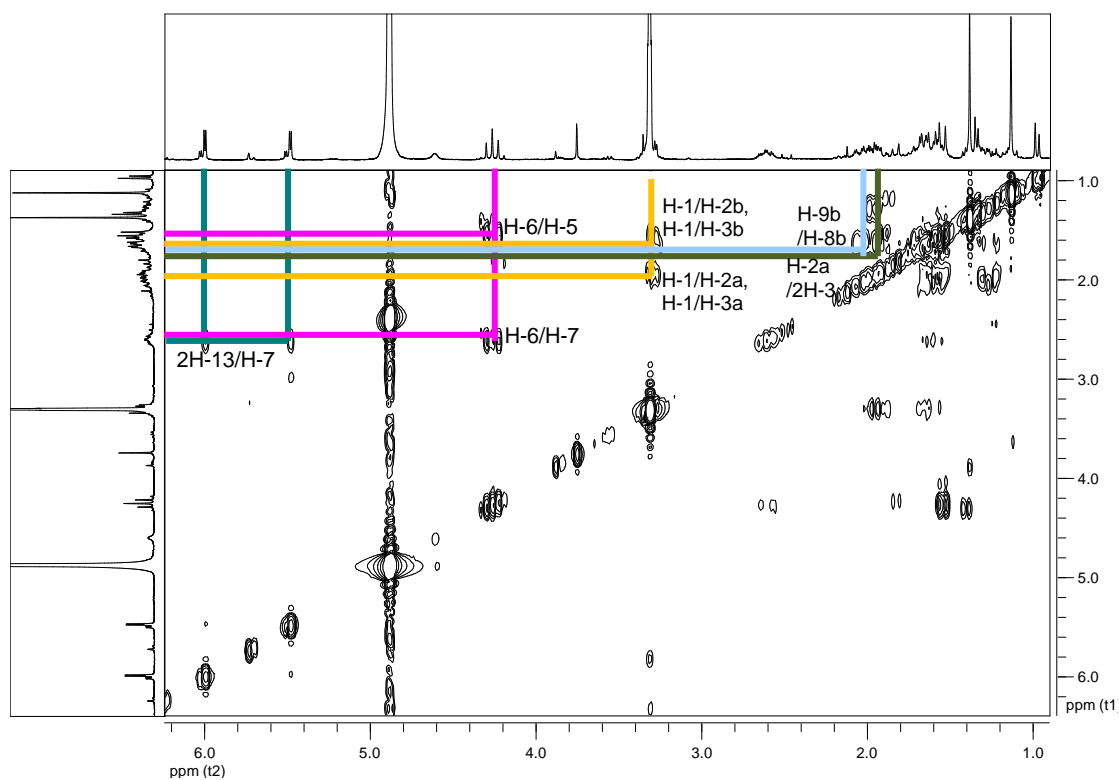 H-6/H-5
H-1/H-2b,
H-1/H-3b
H-9b
/H-8b
H-1/H-2a,
H-1/H-3a
H-2a
/2H-3
H-6/H-7
2H-13/H-7
1.0
2.0
3.0
4.0
5.0
6.0
ppm (t1)
6.0
5.0
4.0
3.0
2.0
1.0
ppm (t2)